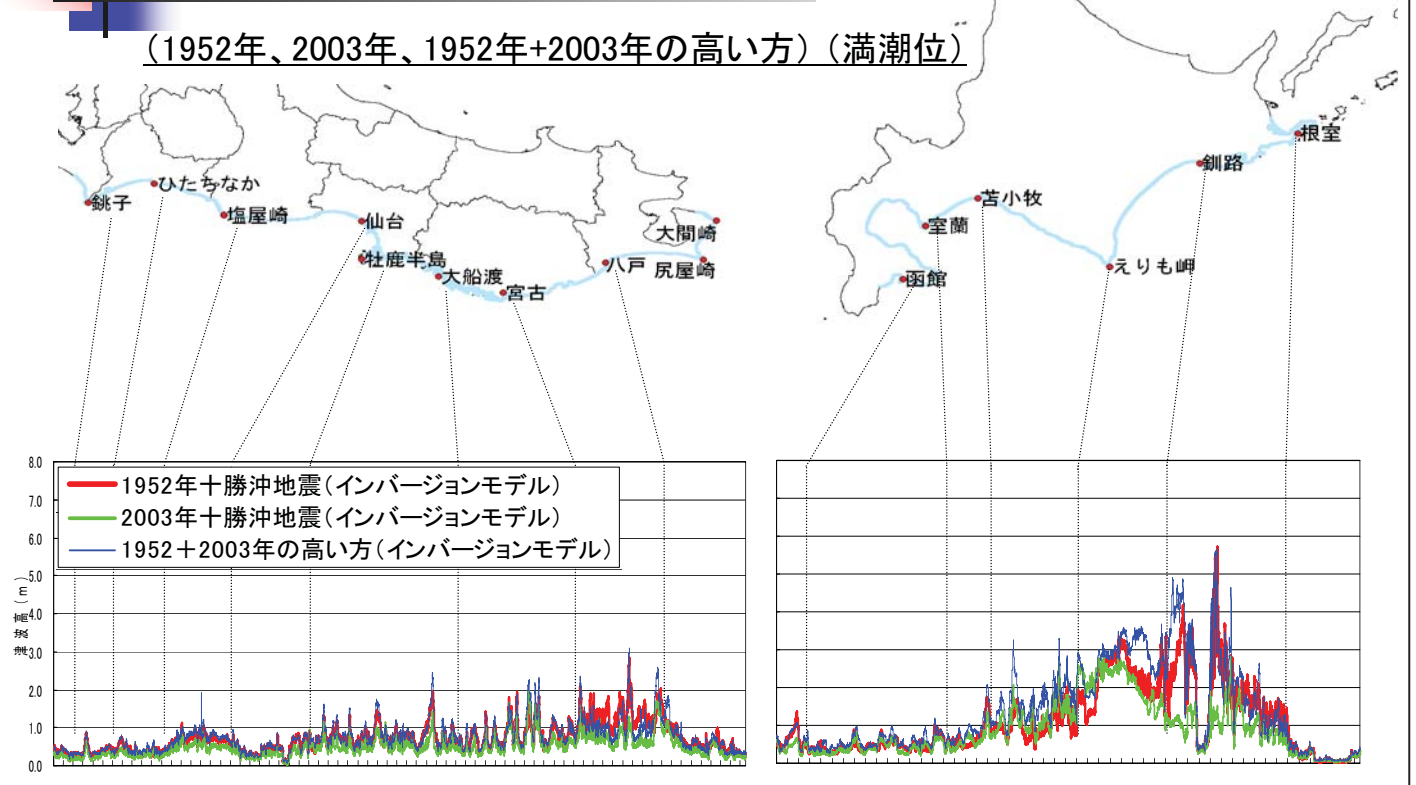 (1952年、2003年、1952年+2003年の高い方)(満潮位)
銚子
ひたちなか
塩屋崎
仙台
牡鹿半島
大船渡
宮古
八戸
尻屋崎
大間崎
函館
室蘭
苫小牧
えりも岬
釧路
根室
1952年十勝沖地震(インバージョンモデル)
2003年十勝沖地震(インバージョンモデル)
1952+2003年の高い方(インバージョンモデル)
津波高(m)
8.0
7.0
6.0
5.0
4.0
3.0
2.0
1.0
0.0